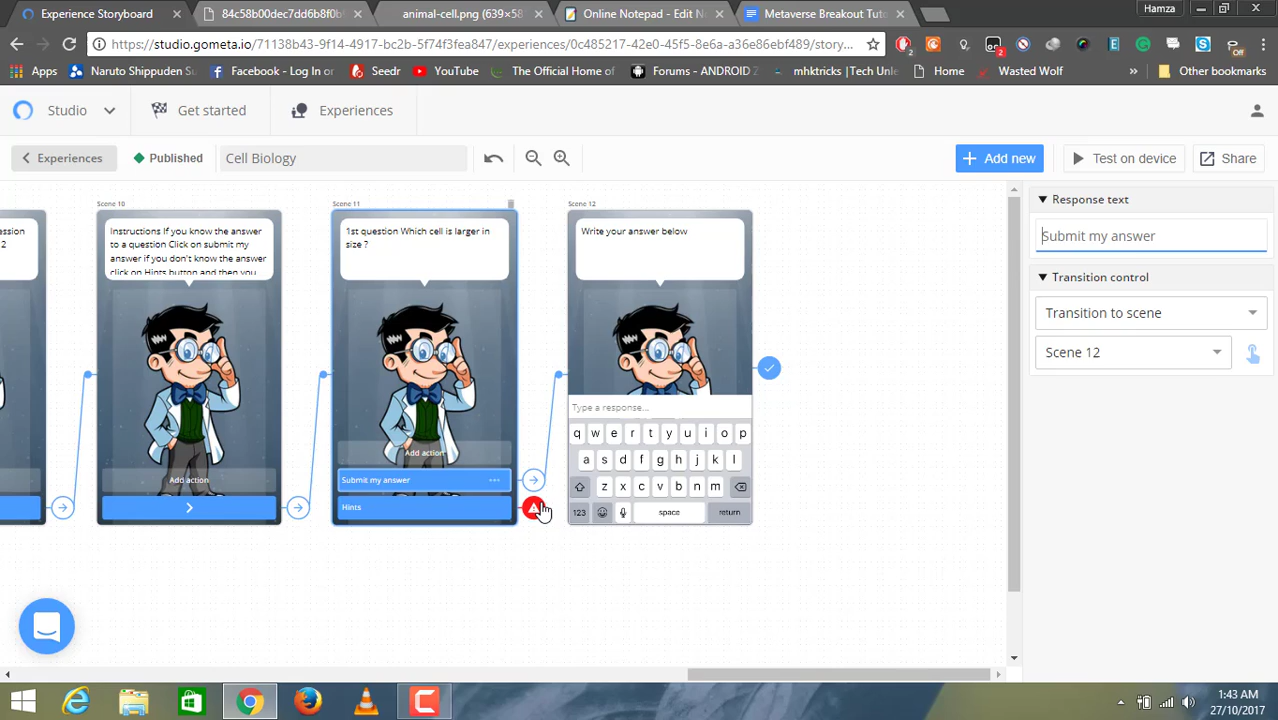 Experience Storyboard
84c58b00dec7dd6b8f0b
animal-cell.png (639×58
Online Notepad - Edit N
Metaverse Breakout Tuto
Hamza
https://studio.gometa.io/71138b43-9f14-4917-bc2b-5f74f3fea847/experiences/0c485217-42e0-45f5-8e6a-a36e86ebf489/story...
Apps
Naruto Shippuden Su
Facebook - Log In or
Seedr
YouTube
The Official Home of
Forums - ANDROID Z
mhktricks | Tech Unle
Home
Wasted Wolf
»
Other bookmarks
Studio
Get started
Experiences
Experiences
Published
Cell Biology
Add new
Test on device
Share
Scene 10
Scene 11
Scene 12
Response text
Submit my answer
Transition control
Transition to scene
Scene 12
ession
2
Instructions If you know the answer
to a question Click on submit my
answer if you don't know the answer
click on Hints button and then you
1st question Which cell is larger in
size ?
Write your answer below
Add action
Add action
Submit my answer
...
Hints
Type a response...
q w e r t y u i o p
a s d f g h j k l
z x c v b n m
123
space
return
1:43 AM
27/10/2017